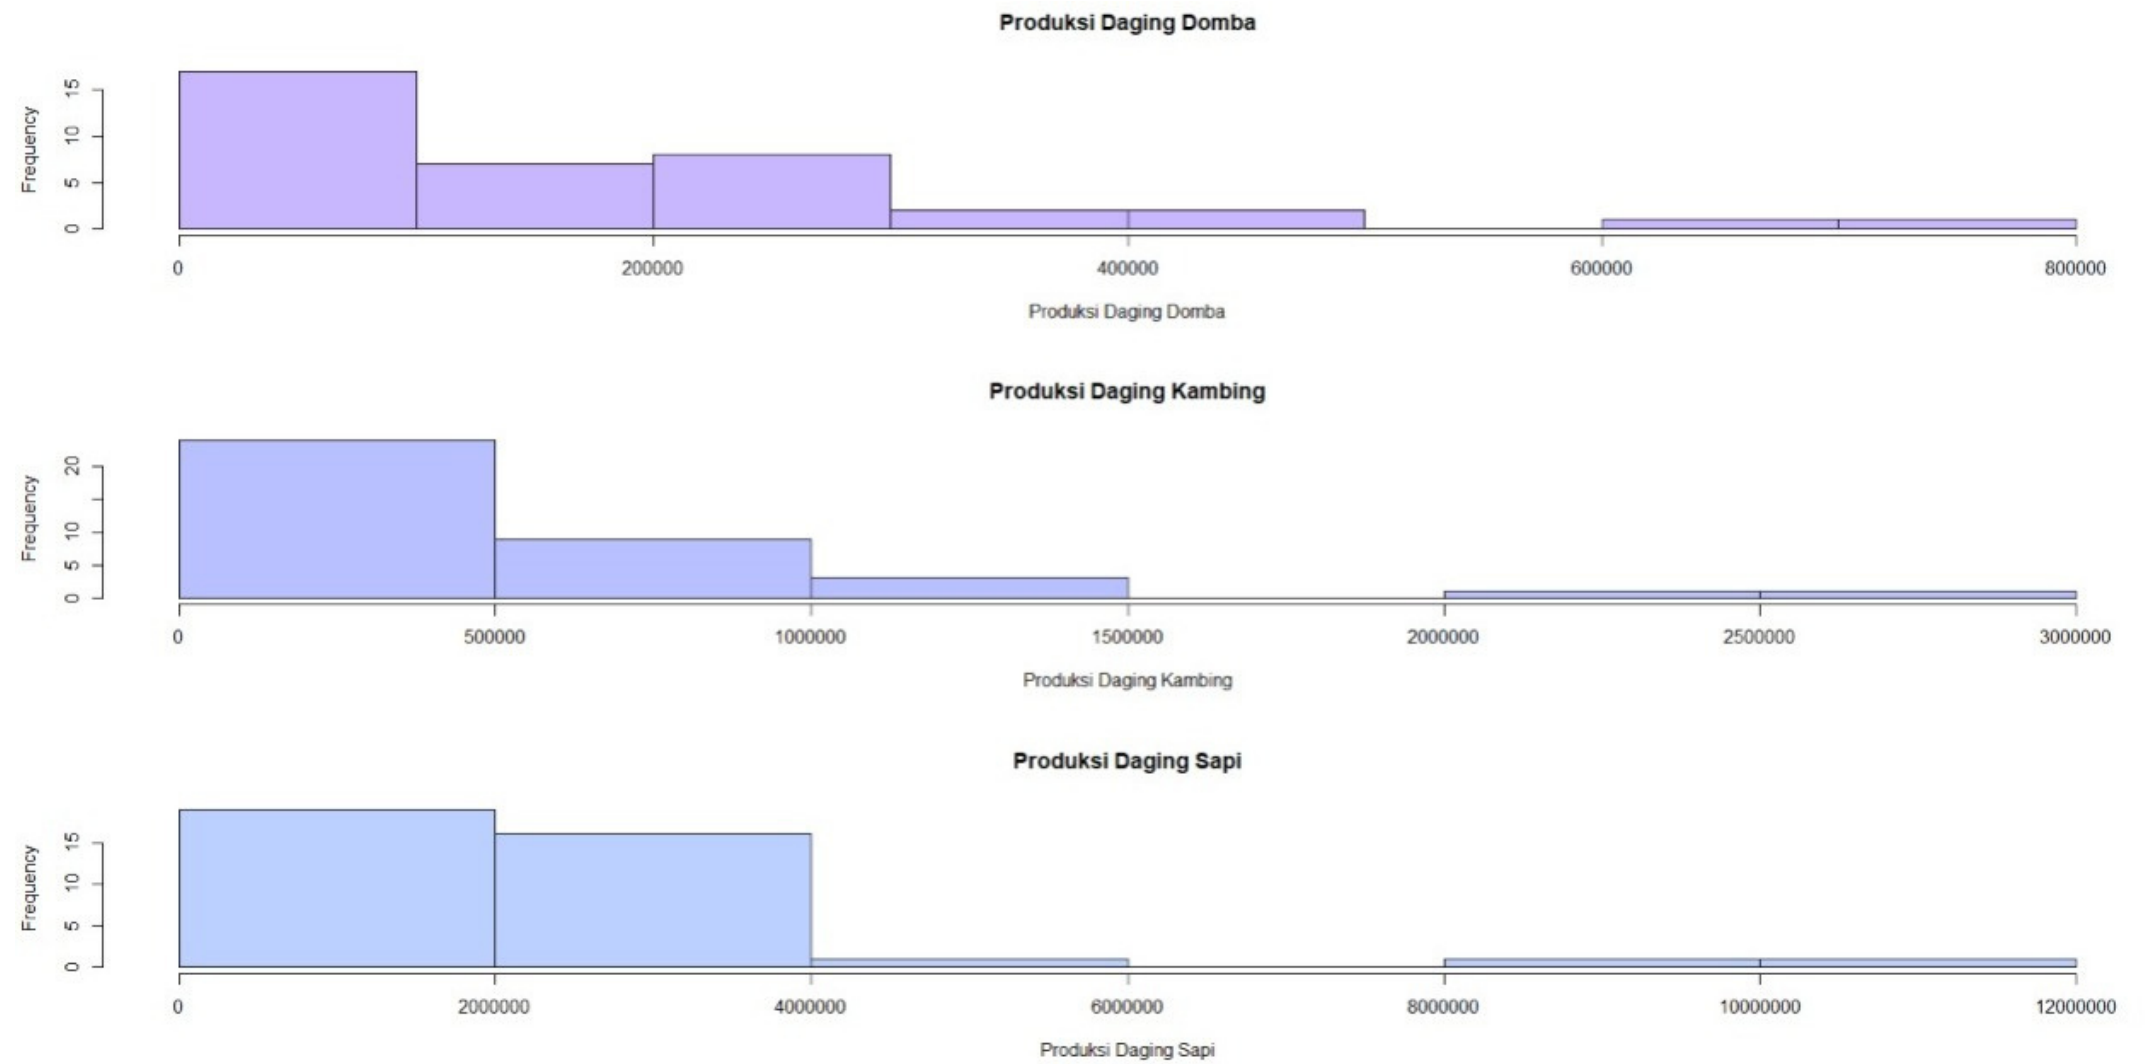 Produksi Daging Domba
Frequency
15
10
5
0
0 200000 400000 600000 800000
Produksi Daging Domba
Produksi Daging Kambing
Frequency
20
10
5
0
0 500000 1000000 1500000 2000000 2500000 3000000
Produksi Daging Kambing
Produksi Daging Sapi
Frequency
15
10
5
0
0 2000000 4000000 6000000 8000000 10000000 12000000
Produksi Daging Sapi